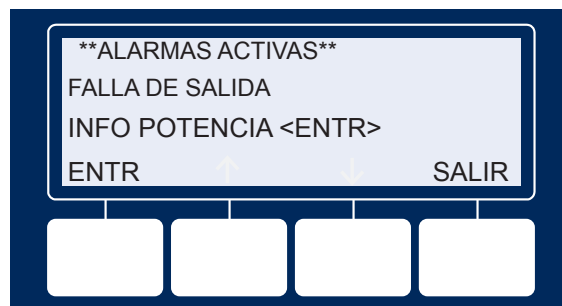 **ALARMAS ACTIVAS**
FALLA DE SALIDA
INFO POTENCIA <ENTR>
ENTR ↑ ↓ SALIR